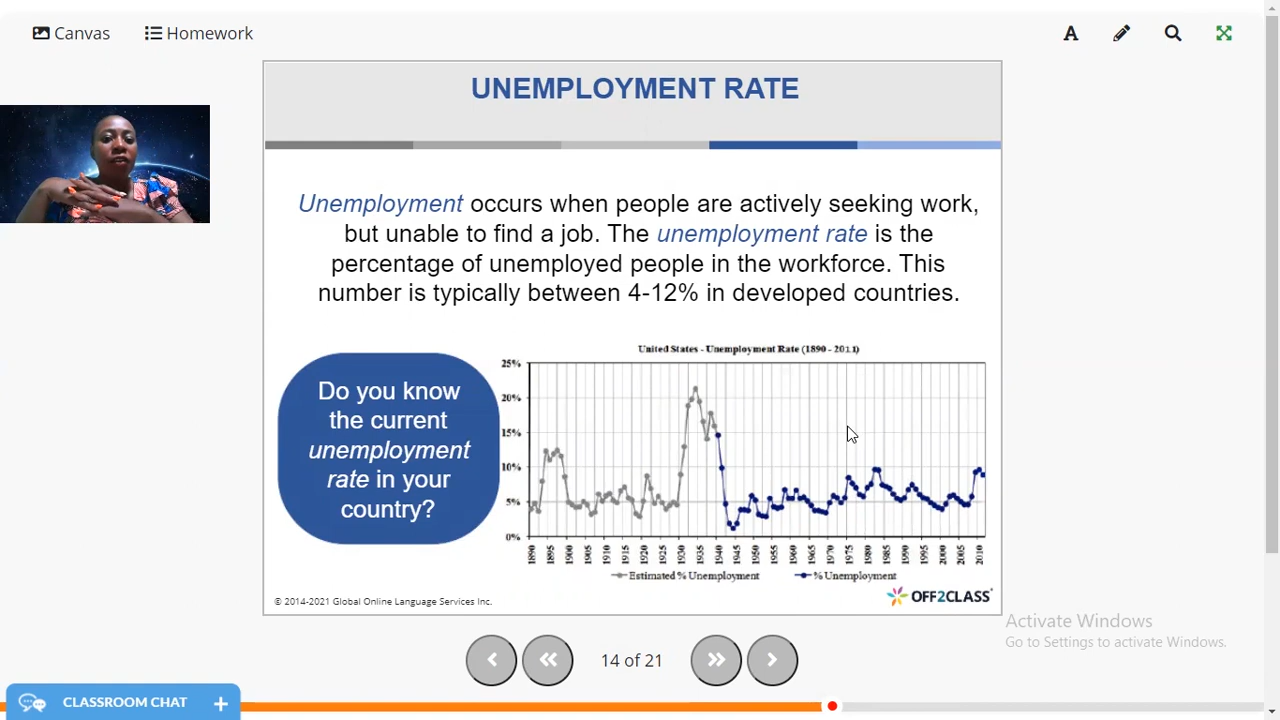 Canvas
Homework
A
UNEMPLOYMENT RATE
Unemployment occurs when people are actively seeking work,
but unable to find a job. The unemployment rate is the
percentage of unemployed people in the workforce. This
number is typically between 4-12% in developed countries.
Do you know
the current
unemployment
rate in your
country?
United States - Unemployment Rate (1890 - 2011)
25%
20%
15%
10%
5%
0%
1890 1895 1900 1905 1910 1915 1920 1925 1930 1935 1940 1945 1950 1955 1960 1965 1970 1975 1980 1985 1990 1995 2000 2005 2010
Estimated % Unemployment % Unemployment
© 2014-2021 Global Online Language Services Inc.
OFF2CLASS
Activate Windows
Go to Settings to activate Windows.
14 of 21
CLASSROOM CHAT +